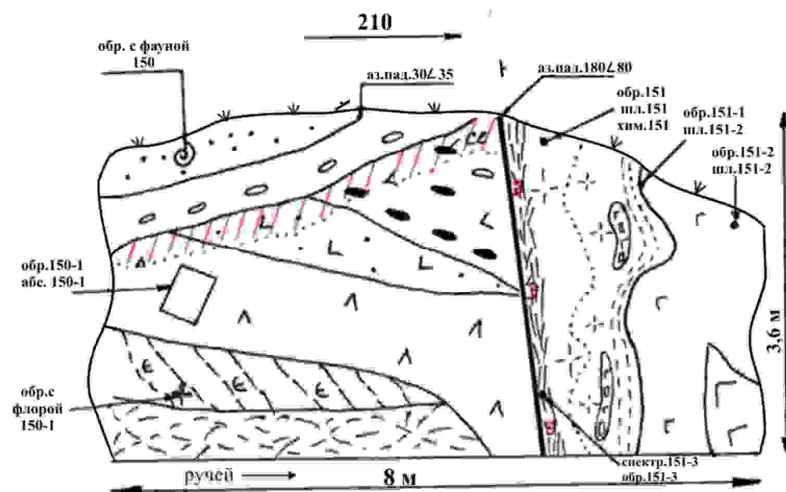 210
обр. с фауной
150
аз.пад.30∠35
аз.пад.180∠80
обр.151
шл.151
хим.151
обр.151-1
шл.151-2
обр.151-2
шл.151-2
обр.150-1
абс. 150-1
3,6 м
обр.с
флорой
150-1
спектр.151-3
обр.151-3
ручей
8 м